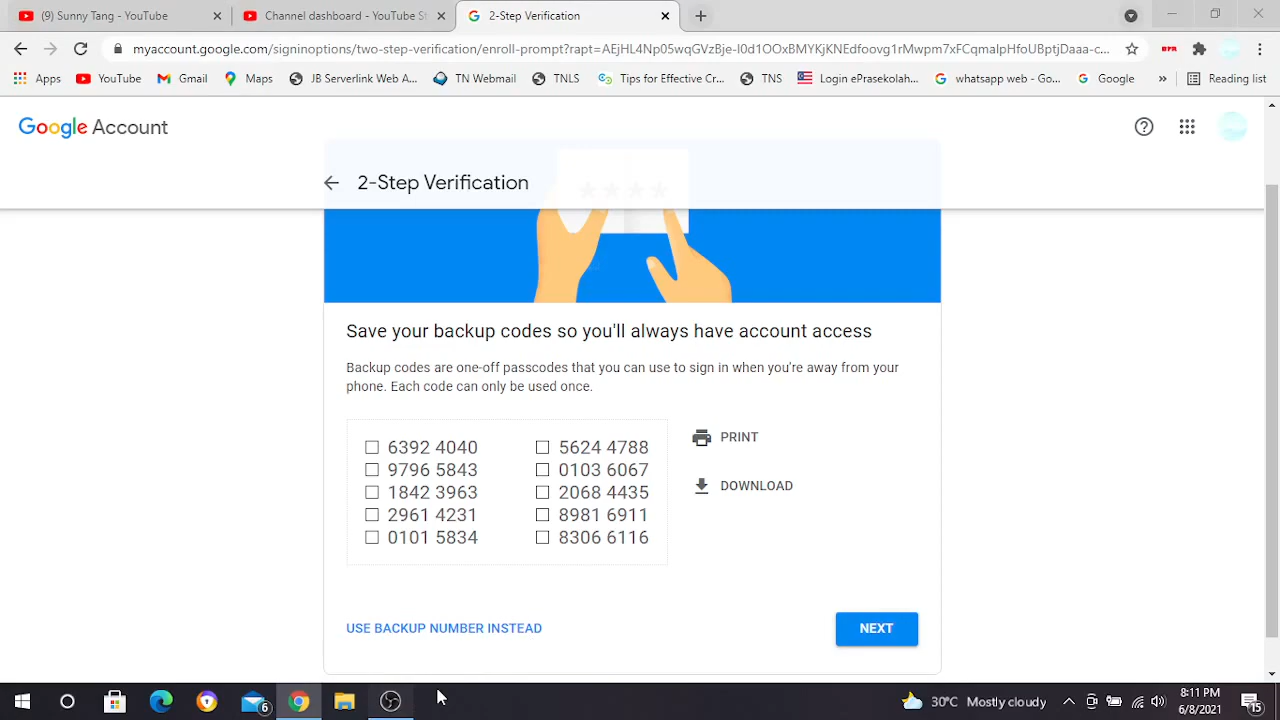 (9) Sunny Tang - YouTube
Channel dashboard - YouTube St
2-Step Verification
myaccount.google.com/signinoptions/two-step-verification/enroll-prompt?rapt=AEjHL4Np05wqGVzBje-I0d1OOxBMYKjKNEdfoovg1rMwpm7xFCqmalpHfoUBptjDaaa-c...
Apps
YouTube
Gmail
Maps
JB Serverlink Web A...
TN Webmail
TNLS
Tips for Effective Cr...
TNS
Login ePrasekolah...
whatsapp web - Go...
Google
»
Reading list
Google Account
2-Step Verification
Save your backup codes so you'll always have account access
Backup codes are one-off passcodes that you can use to sign in when you're away from your
phone. Each code can only be used once.
6392 4040 5624 4788
9796 5843 0103 6067
1842 3963 2068 4435
2961 4231 8981 6911
0101 5834 8306 6116
PRINT
DOWNLOAD
USE BACKUP NUMBER INSTEAD
NEXT
6
30°C Mostly cloudy
8:11 PM
6/8/2021
15